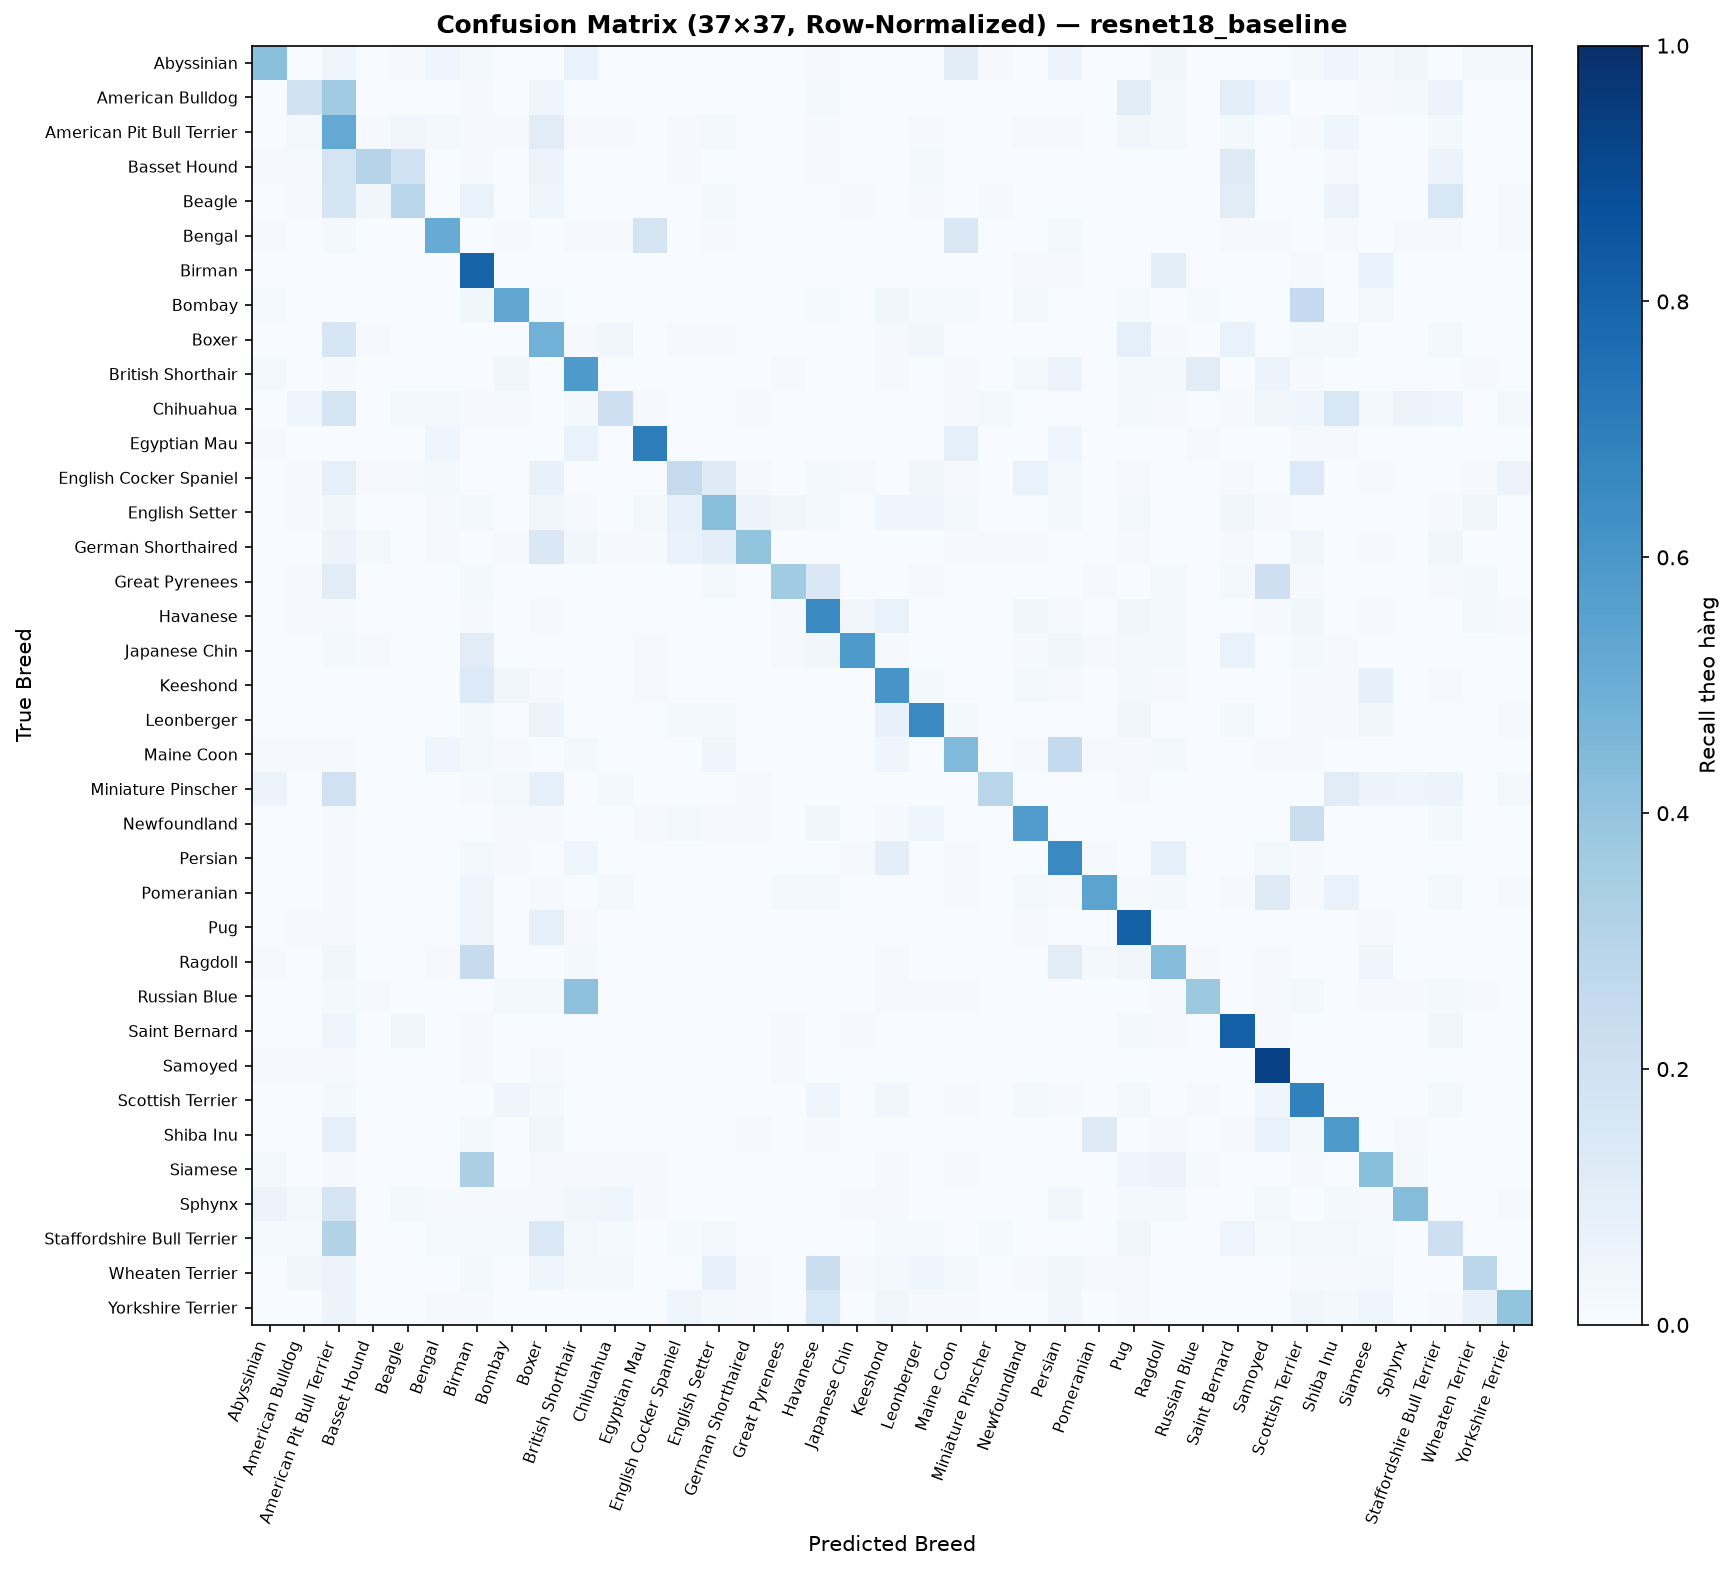 Confusion Matrix (37×37, Row-Normalized) — resnet18_baseline
True Breed
Abyssinian
American Bulldog
American Pit Bull Terrier
Basset Hound
Beagle
Bengal
Birman
Bombay
Boxer
British Shorthair
Chihuahua
Egyptian Mau
English Cocker Spaniel
English Setter
German Shorthaired
Great Pyrenees
Havanese
Japanese Chin
Keeshond
Leonberger
Maine Coon
Miniature Pinscher
Newfoundland
Persian
Pomeranian
Pug
Ragdoll
Russian Blue
Saint Bernard
Samoyed
Scottish Terrier
Shiba Inu
Siamese
Sphynx
Staffordshire Bull Terrier
Wheaten Terrier
Yorkshire Terrier
Abyssinian
American Bulldog
American Pit Bull Terrier
Basset Hound
Beagle
Bengal
Birman
Bombay
Boxer
British Shorthair
Chihuahua
Egyptian Mau
English Cocker Spaniel
English Setter
German Shorthaired
Great Pyrenees
Havanese
Japanese Chin
Keeshond
Leonberger
Maine Coon
Miniature Pinscher
Newfoundland
Persian
Pomeranian
Pug
Ragdoll
Russian Blue
Saint Bernard
Samoyed
Scottish Terrier
Shiba Inu
Siamese
Sphynx
Staffordshire Bull Terrier
Wheaten Terrier
Yorkshire Terrier
Predicted Breed
1.0
0.8
0.6
0.4
0.2
0.0
Recall theo hàng